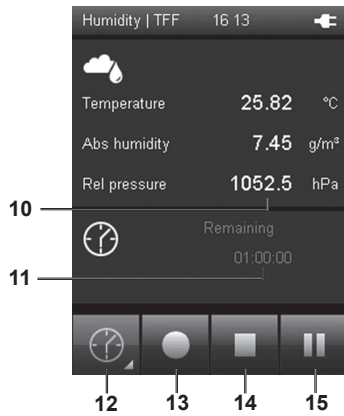 Humidity | TFF 16 13
Temperature 25.82 °C
Abs humidity 7.45 g/m³
Rel pressure 1052.5 hPa
10
Remaining
01:00:00
11
12 13 14 15